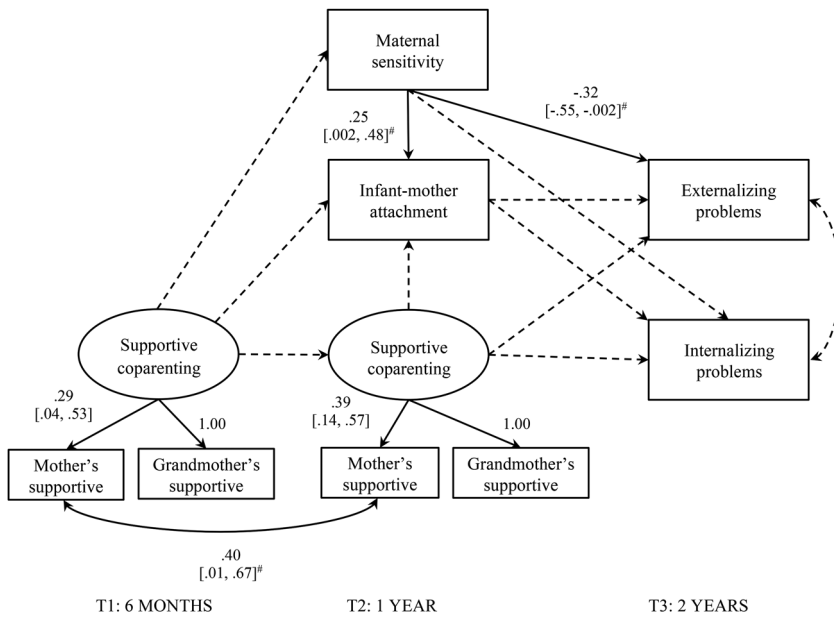 Maternal
sensitivity
-.32
[-.55, -.002]#
.25
[.002, .48]#
Infant-mother
attachment
Externalizing
problems
Supportive
coparenting
Supportive
coparenting
Internalizing
problems
.29
[.04, .53]
1.00
.39
[.14, .57]
1.00
Mother's
supportive
Grandmother's
supportive
Mother's
supportive
Grandmother's
supportive
.40
[.01, .67]#
T1: 6 MONTHS
T2: 1 YEAR
T3: 2 YEARS